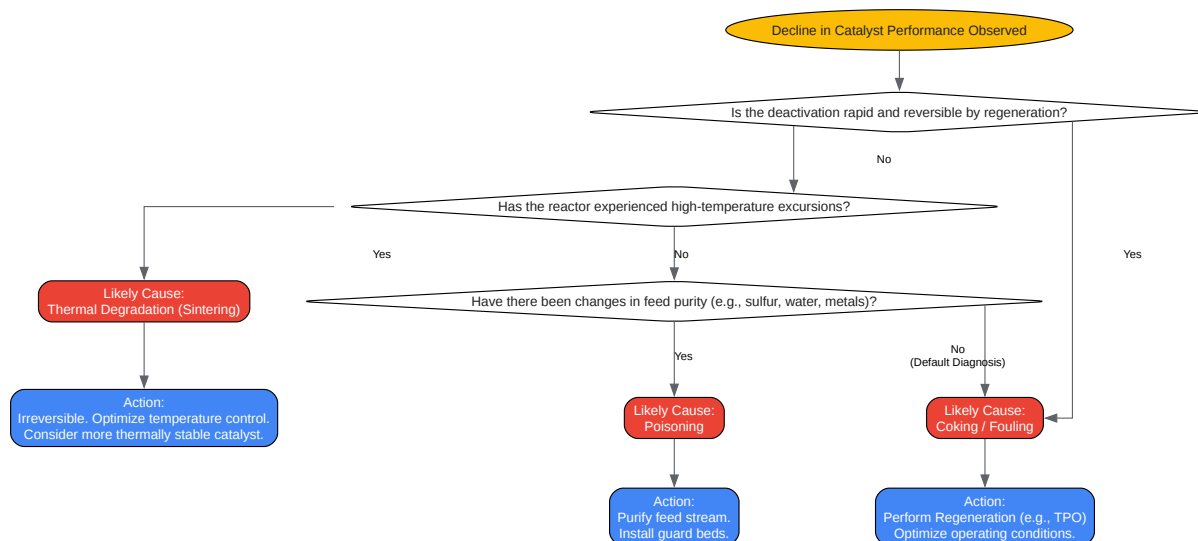 Decline in Catalyst Performance Observed
Is the deactivation rapid and reversible by regeneration?
No
Has the reactor experienced high-temperature excursions?
Yes
No
Yes
Likely Cause:
Thermal Degradation (Sintering)
Have there been changes in feed purity (e.g., sulfur, water, metals)?
Yes
No
(Default Diagnosis)
Action:
Irreversible. Optimize temperature control.
Consider more thermally stable catalyst.
Likely Cause:
Poisoning
Likely Cause:
Coking / Fouling
Action:
Purify feed stream.
Install guard beds.
Action:
Perform Regeneration (e.g., TPO)
Optimize operating conditions.